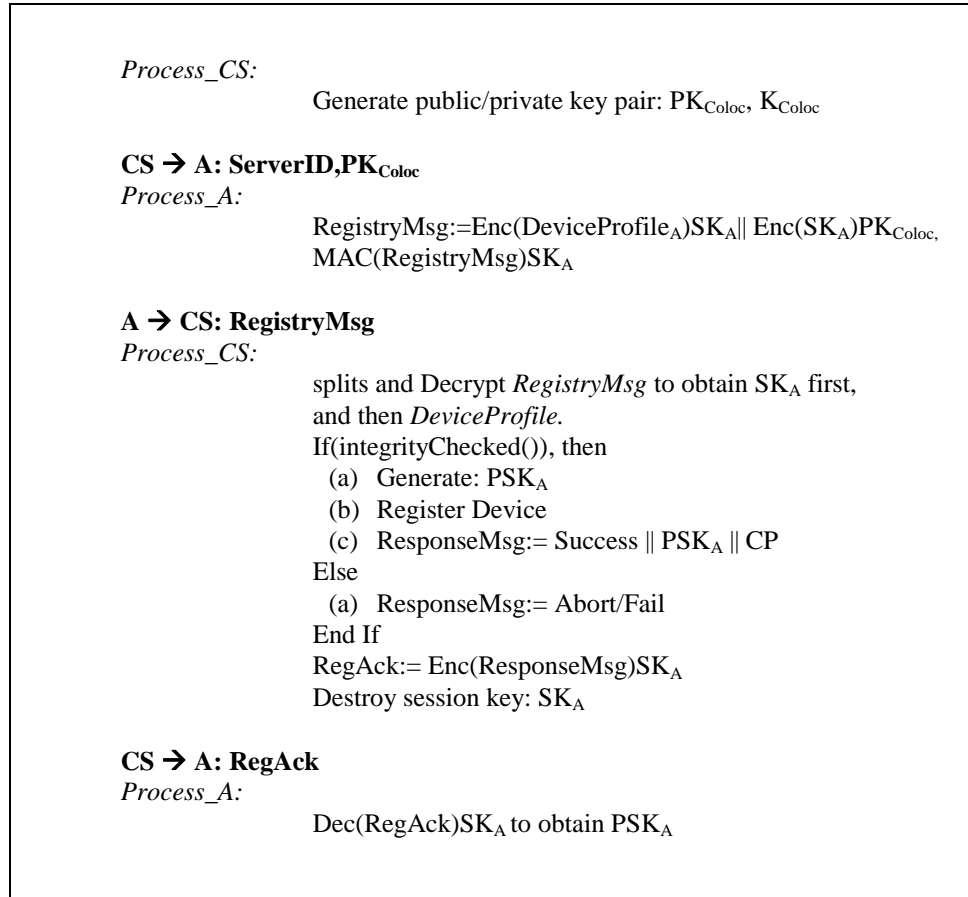 Process_CS:
Generate public/private key pair: PKColoc, KColoc
CS → A: ServerID,PKColoc
Process_A:
RegistryMsg:=Enc(DeviceProfileA)SKA|| Enc(SKA)PKColoc,
MAC(RegistryMsg)SKA
A → CS: RegistryMsg
Process_CS:
splits and Decrypt RegistryMsg to obtain SKA first,
and then DeviceProfile.
If(integrityChecked()), then
(a) Generate: PSKA
(b) Register Device
(c) ResponseMsg:= Success || PSKA || CP
Else
(a) ResponseMsg:= Abort/Fail
End If
RegAck:= Enc(ResponseMsg)SKA
Destroy session key: SKA
CS → A: RegAck
Process_A:
Dec(RegAck)SKA to obtain PSKA